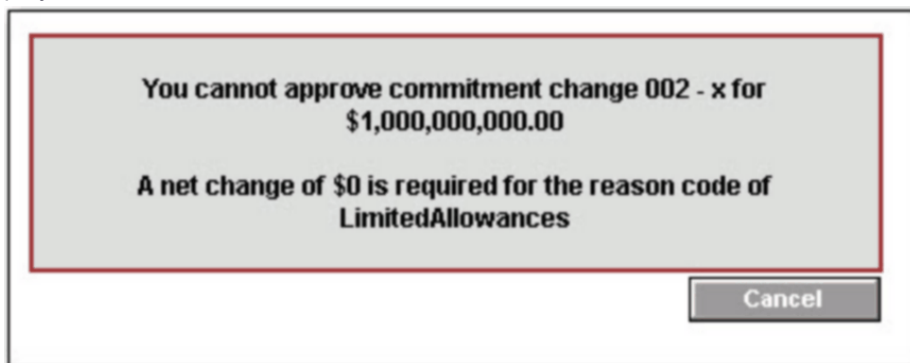 You cannot approve commitment change 002 - x for
$1,000,000,000.00
A net change of $0 is required for the reason code of
LimitedAllowances
Cancel